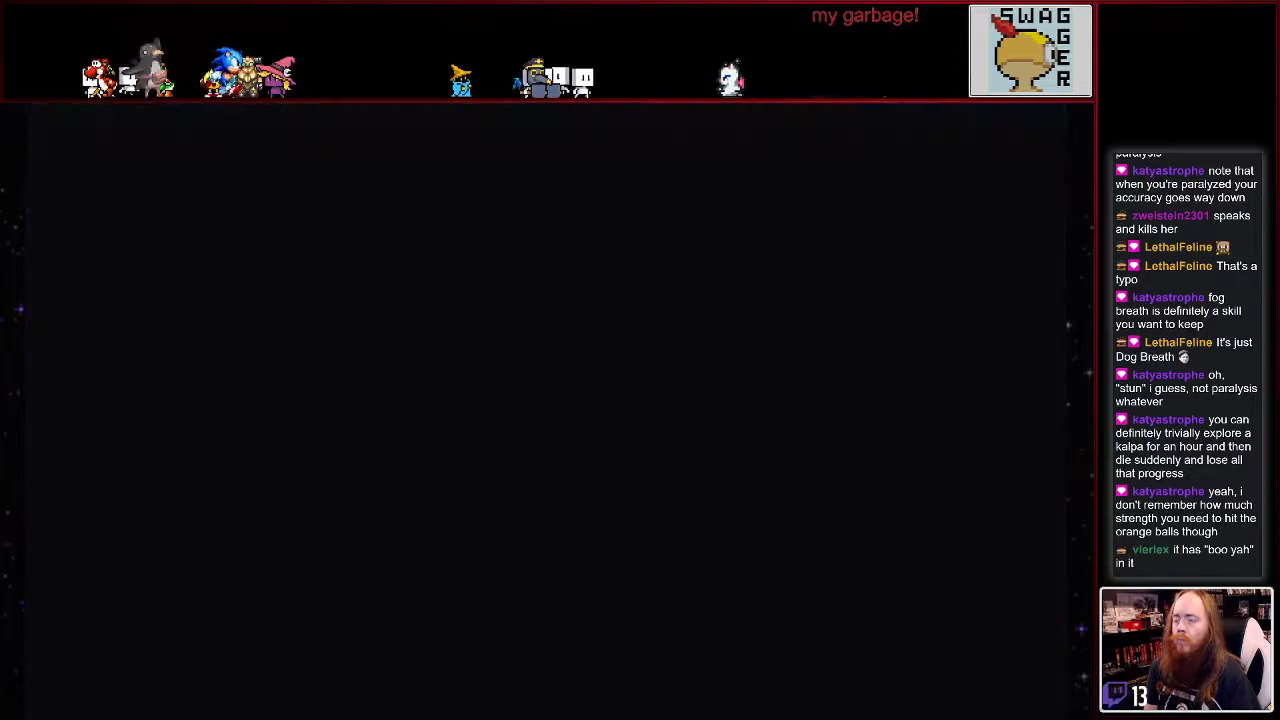 my garbage!
SWAG
G
E
R
paralysis
katyastrophe note that
when you're paralyzed your
accuracy goes way down
zweistein2301 speaks
and kills her
LethalFeline
LethalFeline That's a
typo
katyastrophe fog
breath is definitely a skill
you want to keep
LethalFeline It's just
Dog Breath
katyastrophe oh,
"stun" i guess, not paralysis
whatever
katyastrophe you can
definitely trivially explore a
kalpa for an hour and then
die suddenly and lose all
that progress
katyastrophe yeah, i
don't remember how much
strength you need to hit the
orange balls though
vierlex it has "boo yah"
in it
13